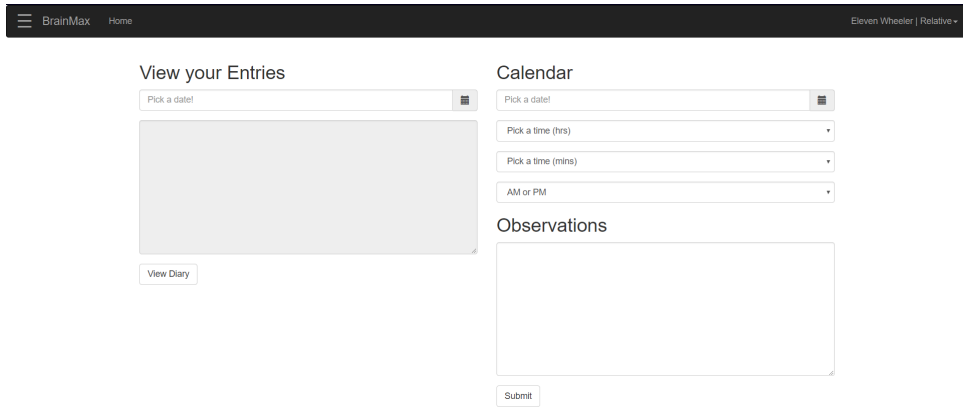 BrainMax Home Eleven Wheeler | Relative
View your Entries
Pick a date!
View Diary
Calendar
Pick a date!
Pick a time (hrs)
Pick a time (mins)
AM or PM
Observations
Submit